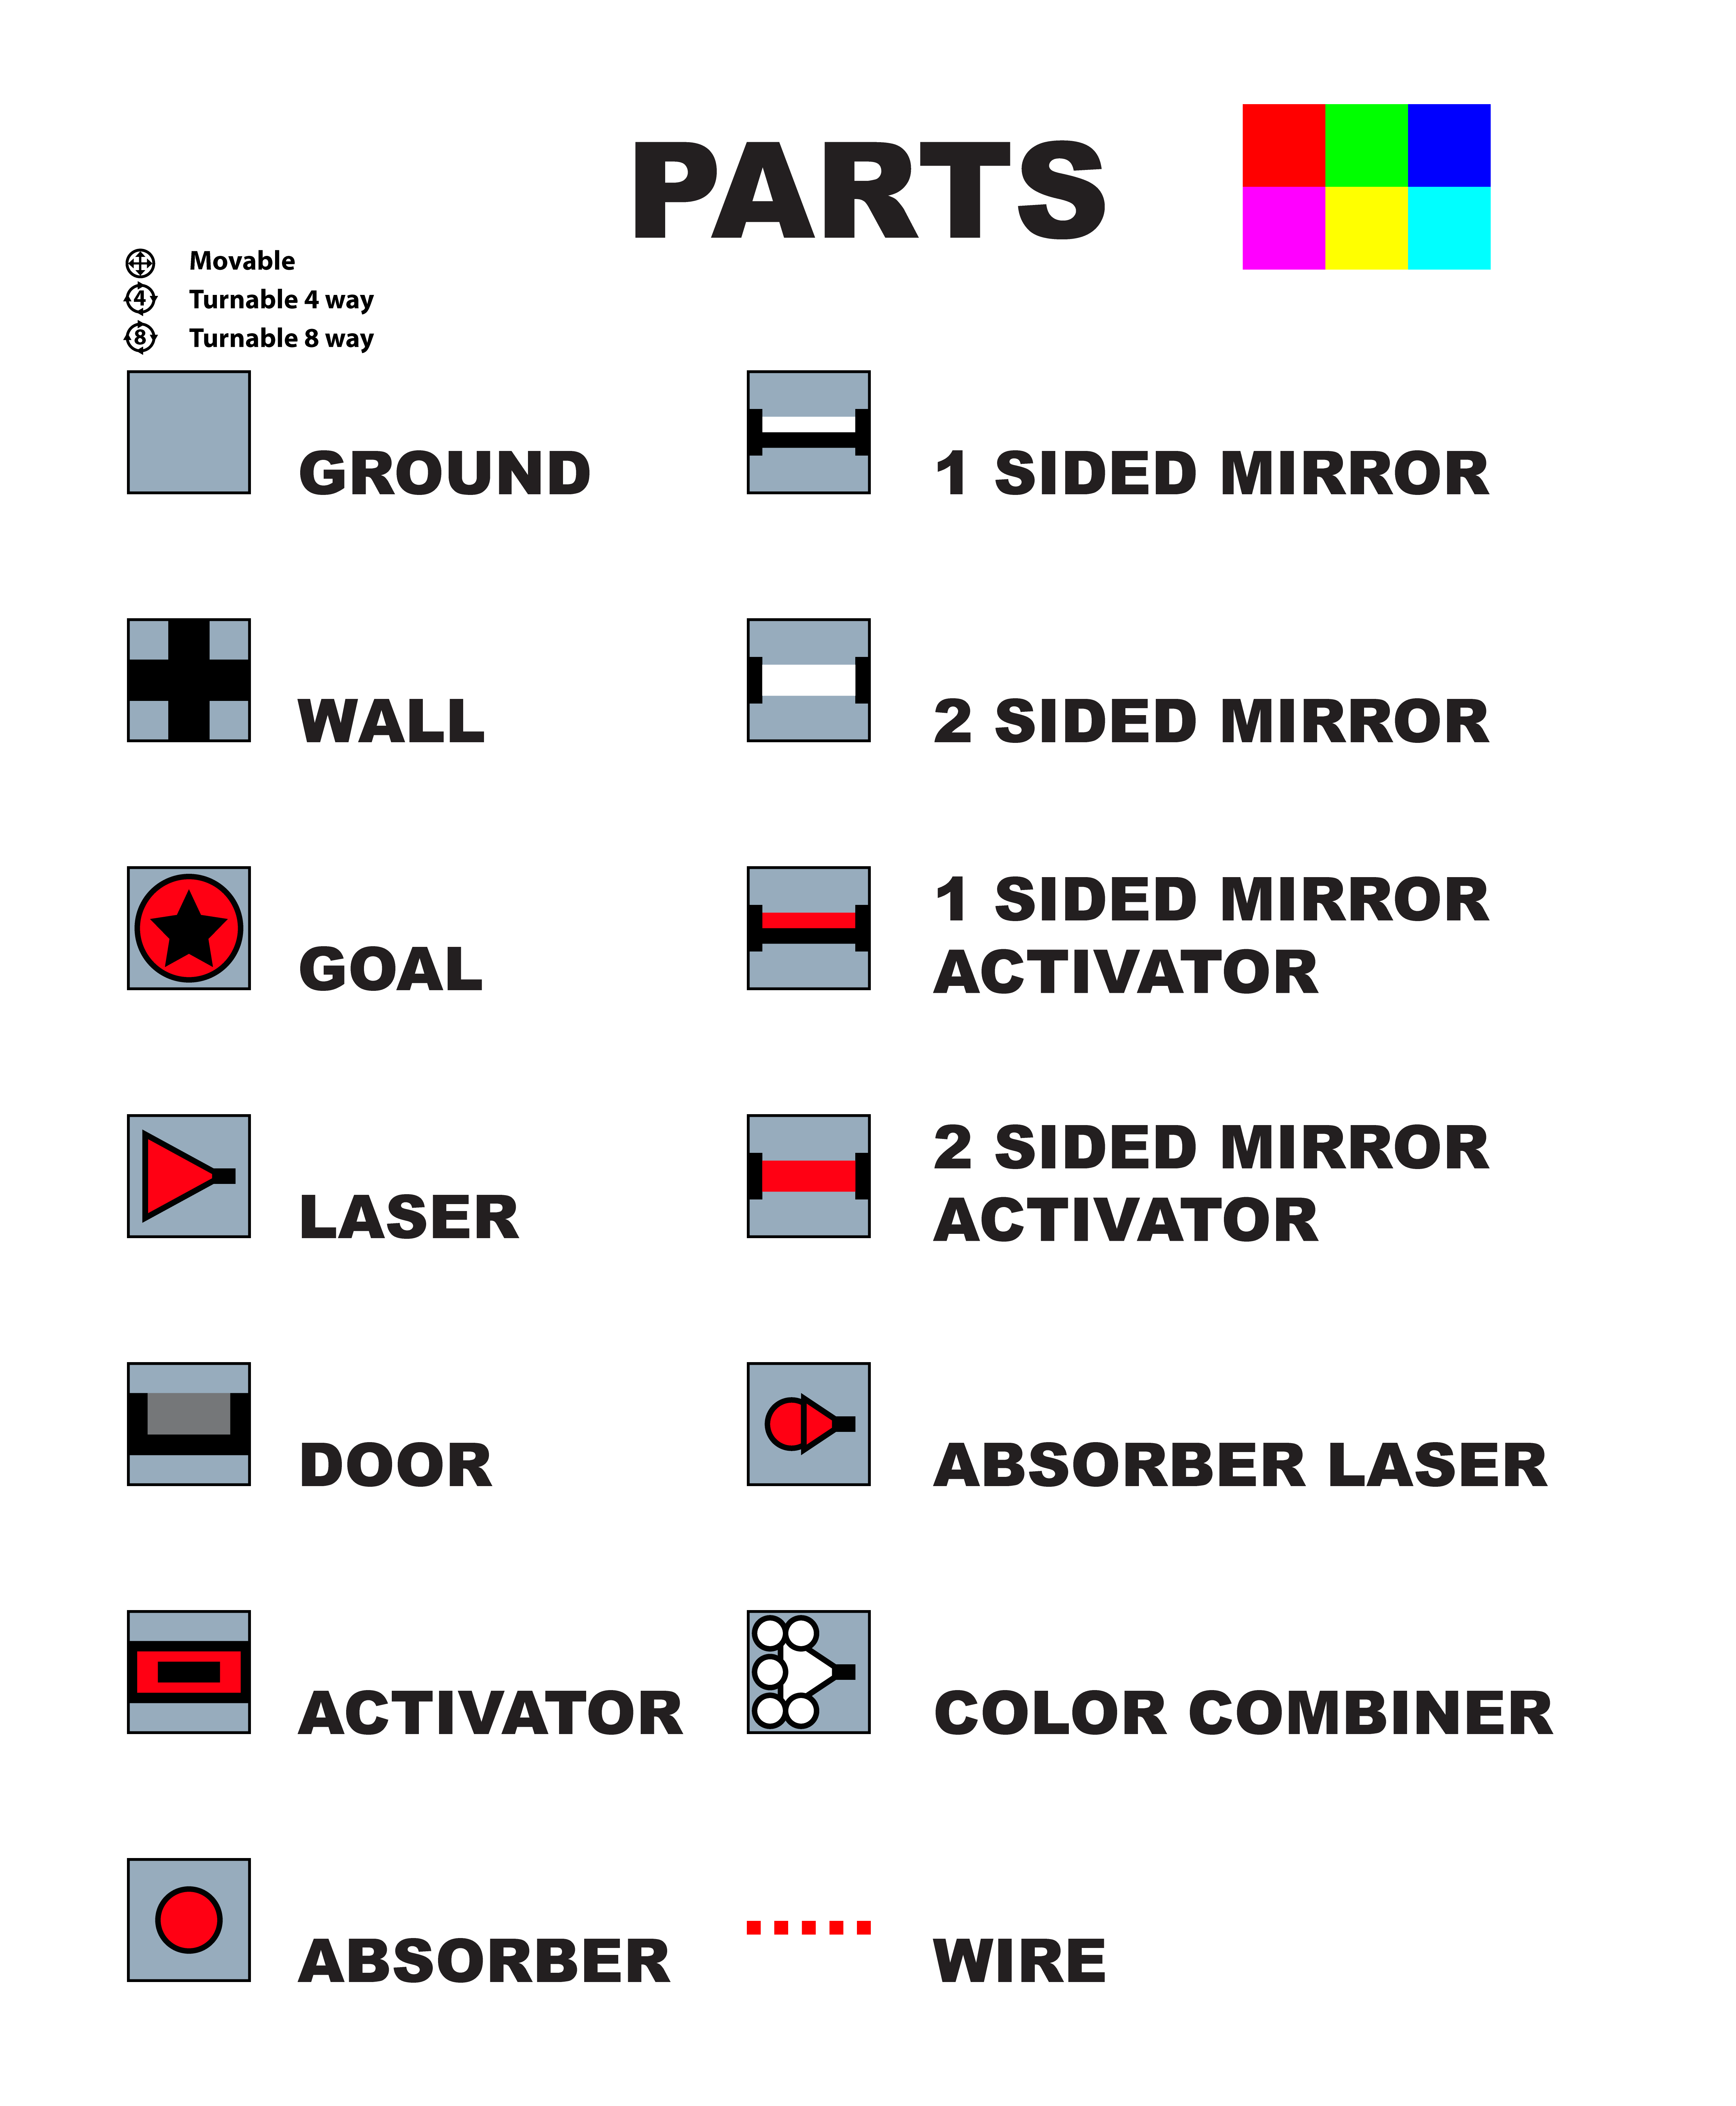 PARTS
Movable
4 Turnable 4 way
8 Turnable 8 way
GROUND
1 SIDED MIRROR
WALL
2 SIDED MIRROR
GOAL
1 SIDED MIRROR
ACTIVATOR
LASER
2 SIDED MIRROR
ACTIVATOR
DOOR
ABSORBER LASER
ACTIVATOR
COLOR COMBINER
ABSORBER
WIRE